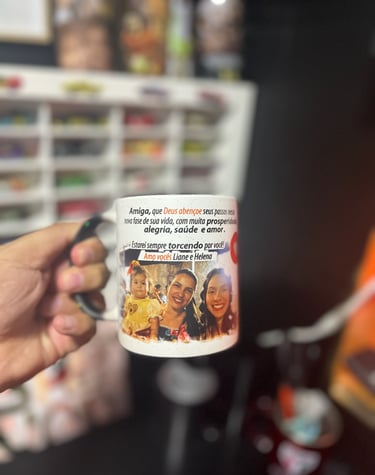 Amiga, que Deus abençoe seus passos nessa
nova fase de sua vida, com muita prosperidade,
alegria, saúde e amor.
Estarei sempre torcendo por você!
Amo vocês Liane e Helena